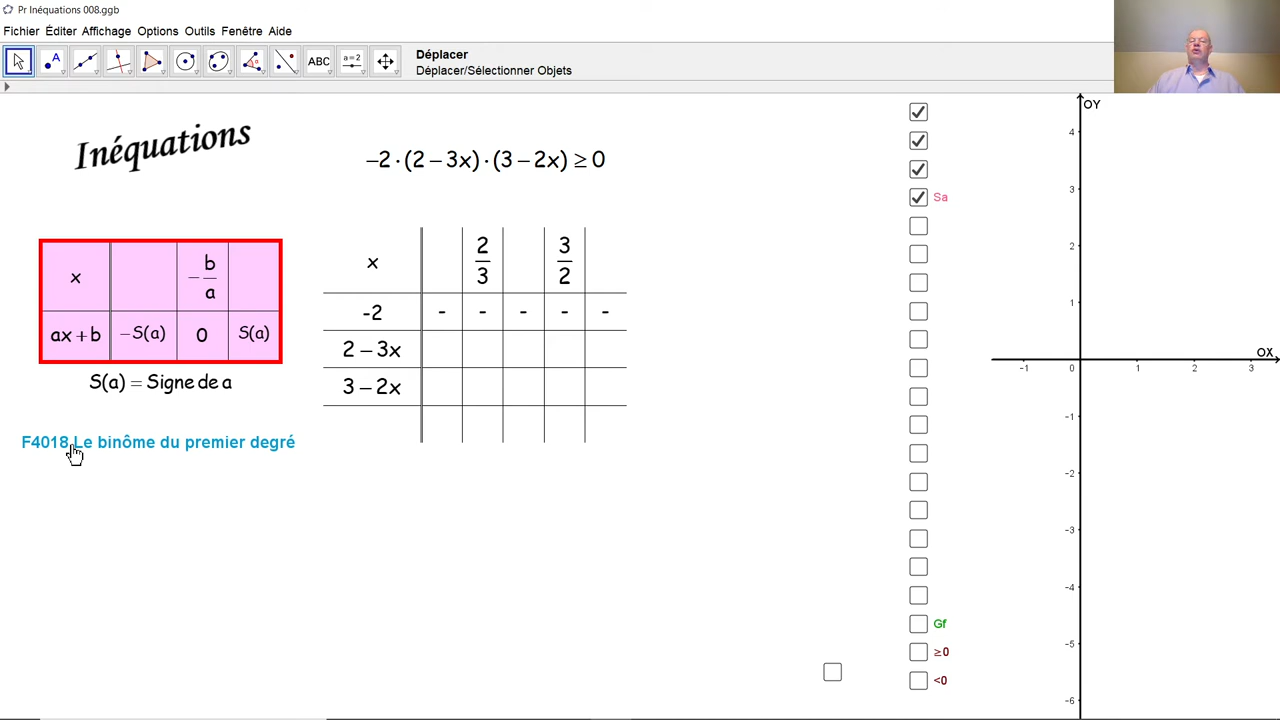 Pr Inéquations 008.ggb
Fichier Éditer Affichage Options Outils Fenêtre Aide
A
ABC
a=2
Déplacer
Déplacer/Sélectionner Objets
Inéquations
−2·(2−3x)·(3−2x)≥0
x −b/a
ax+b −S(a) 0 S(a)
S(a) = Signe de a
F4018 Le binôme du premier degré
x 2/3 3/2
-2 - - - - -
2−3x
3−2x
Sa
Gf
≥0
<0
OY
4
3
2
1
OX
-1 0 1 2 3
-1
-2
-3
-4
-5
-6